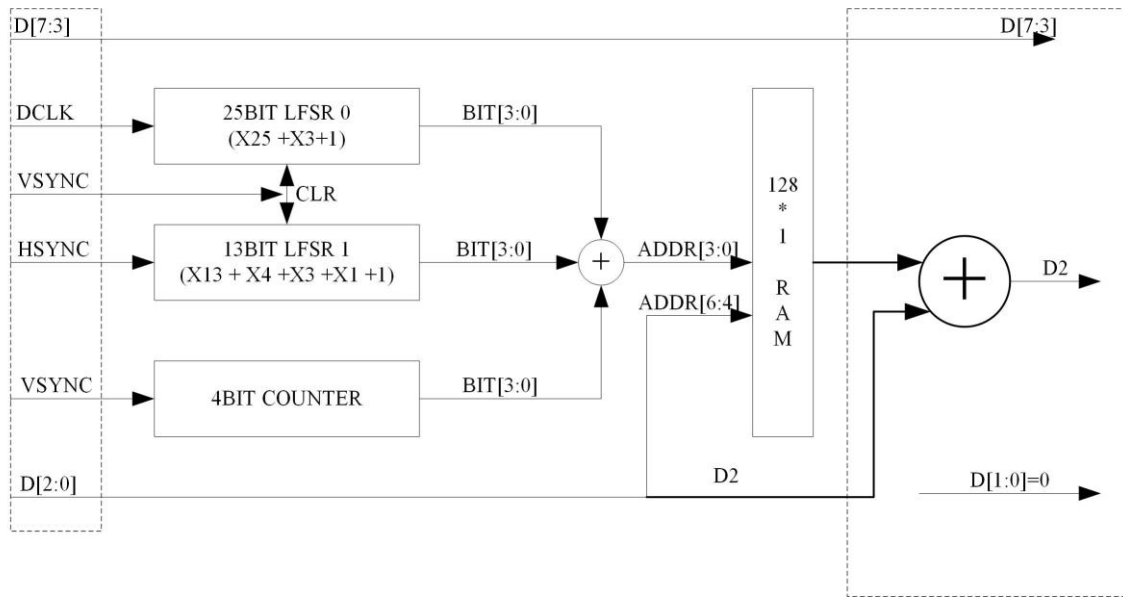 D[7:3]
D[7:3]
DCLK
25BIT LFSR 0
(X25 +X3+1)
BIT[3:0]
VSYNC
CLR
HSYNC
13BIT LFSR 1
(X13 + X4 +X3 +X1 +1)
BIT[3:0]
+
ADDR[3:0]
ADDR[6:4]
128
*
1
R
A
M
+
D2
VSYNC
4BIT COUNTER
BIT[3:0]
D[2:0]
D2
D[1:0]=0